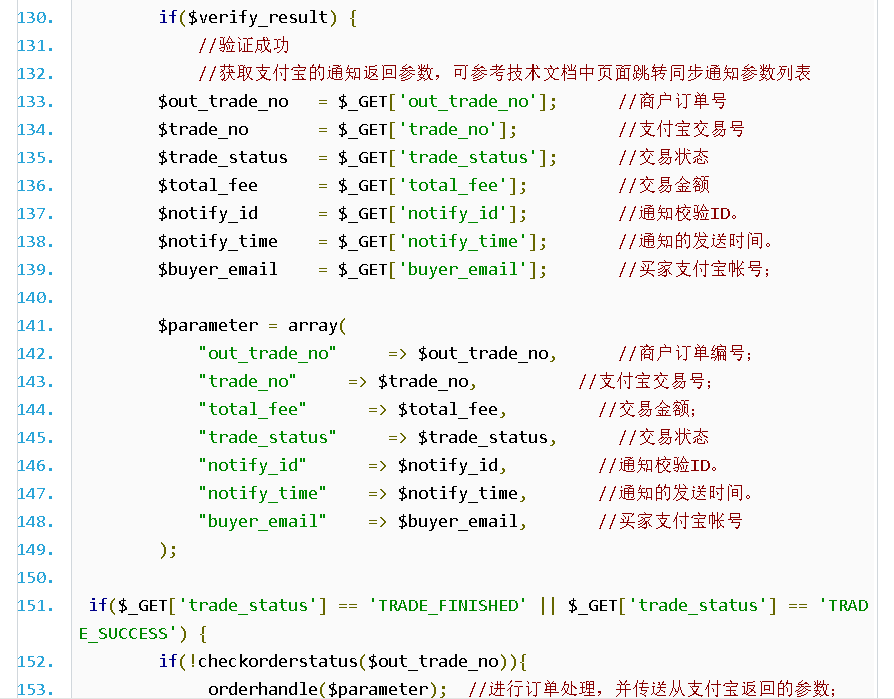 130. if($verify_result) {
131. //验证成功
132. //获取支付宝的通知返回参数，可参考技术文档中页面跳转同步通知参数列表
133. $out_trade_no   = $_GET['out_trade_no'];      //商户订单号
134. $trade_no       = $_GET['trade_no'];          //支付宝交易号
135. $trade_status   = $_GET['trade_status'];      //交易状态
136. $total_fee      = $_GET['total_fee'];         //交易金额
137. $notify_id      = $_GET['notify_id'];         //通知校验ID。
138. $notify_time    = $_GET['notify_time'];       //通知的发送时间。
139. $buyer_email    = $_GET['buyer_email'];       //买家支付宝帐号；
140.
141. $parameter = array(
142. "out_trade_no"     => $out_trade_no,      //商户订单编号；
143. "trade_no"     => $trade_no,          //支付宝交易号；
144. "total_fee"      => $total_fee,         //交易金额；
145. "trade_status"     => $trade_status,      //交易状态
146. "notify_id"      => $notify_id,         //通知校验ID。
147. "notify_time"    => $notify_time,       //通知的发送时间。
148. "buyer_email"    => $buyer_email,       //买家支付宝帐号
149. );
150.
151. if($_GET['trade_status'] == 'TRADE_FINISHED' || $_GET['trade_status'] == 'TRAD
E_SUCCESS') {
152. if(!checkorderstatus($out_trade_no)){
153. orderhandle($parameter);  //进行订单处理，并传送从支付宝返回的参数；